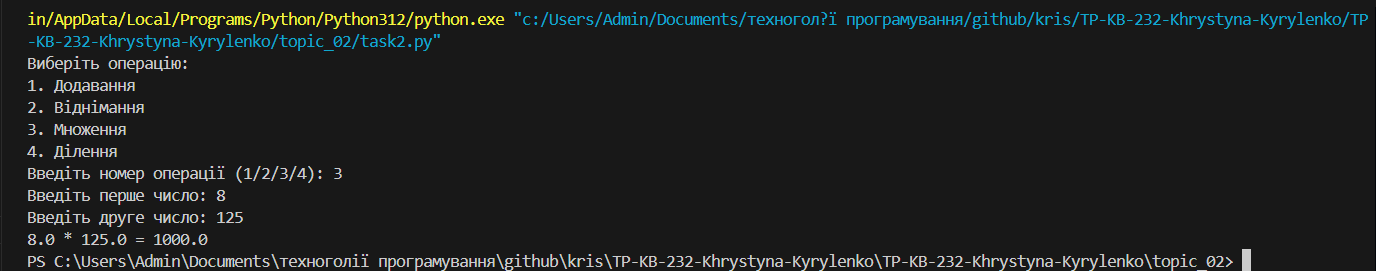 in/AppData/Local/Programs/Python/Python312/python.exe "c:/Users/Admin/Documents/техногол?ї програмування/github/kris/TP-KB-232-Khrystyna-Kyrylenko/TP
-KB-232-Khrystyna-Kyrylenko/topic_02/task2.py"
Виберіть операцію:
1. Додавання
2. Віднімання
3. Множення
4. Ділення
Введіть номер операції (1/2/3/4): 3
Введіть перше число: 8
Введіть друге число: 125
8.0 * 125.0 = 1000.0
PS C:\Users\Admin\Documents\техноголії програмування\github\kris\TP-KB-232-Khrystyna-Kyrylenko\TP-KB-232-Khrystyna-Kyrylenko\topic_02>